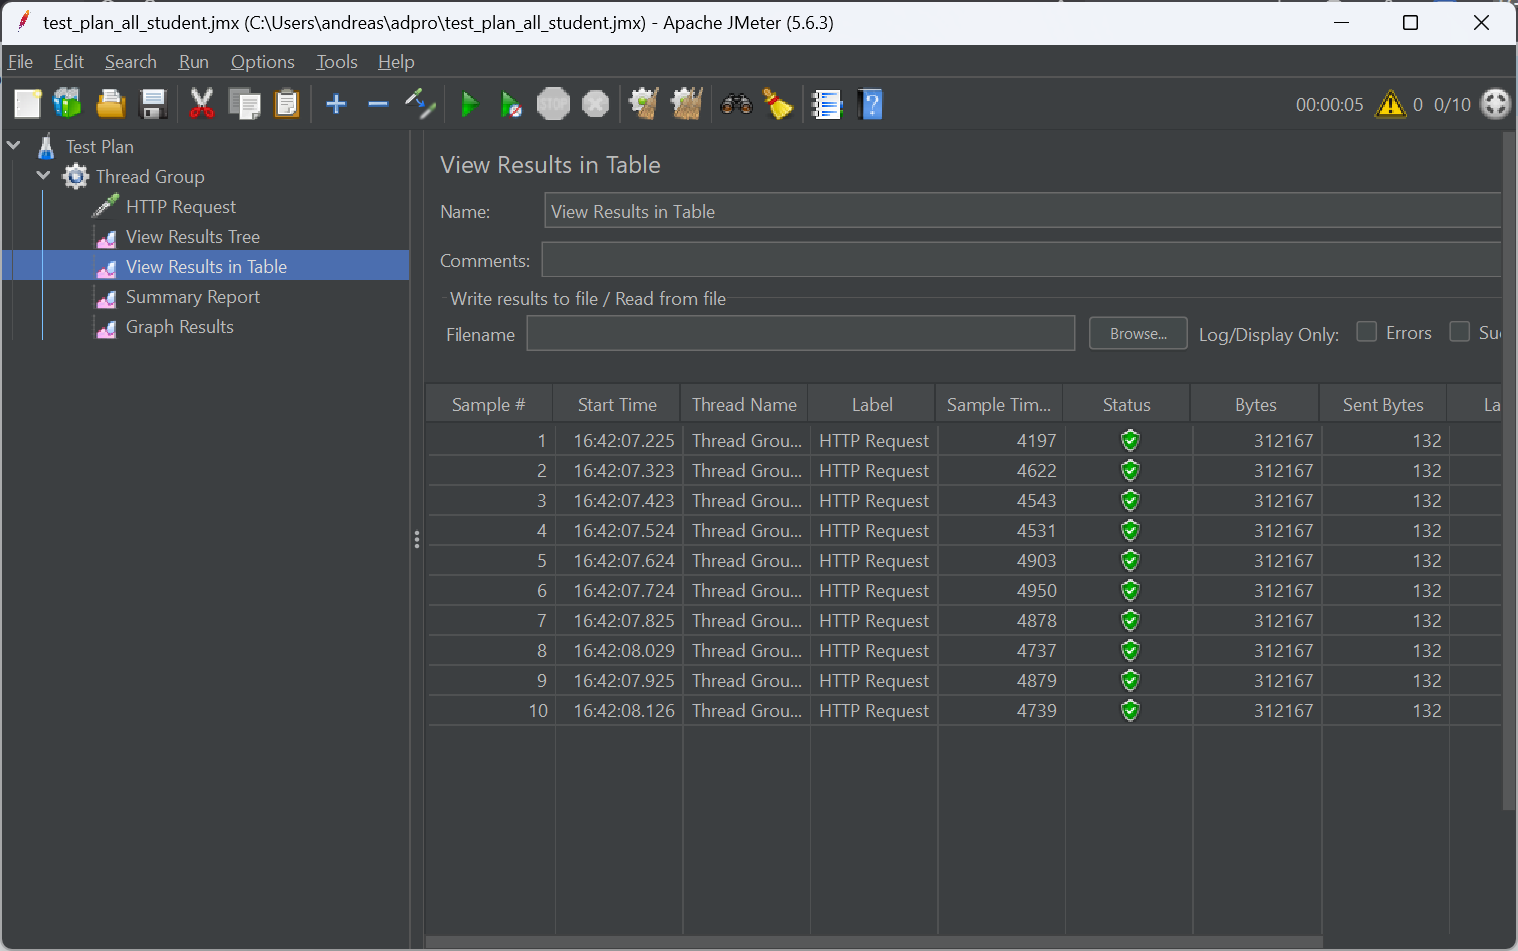 test_plan_all_student.jmx (C:\Users\andreas\adpro\test_plan_all_student.jmx) - Apache JMeter (5.6.3)
File Edit Search Run Options Tools Help
STOP 00:00:05 0 0/10
Test Plan
Thread Group
HTTP Request
View Results Tree
View Results in Table
Summary Report
Graph Results
View Results in Table
Name: View Results in Table
Comments:
Write results to file / Read from file
Filename Browse... Log/Display Only: Errors Su
Sample # Start Time Thread Name Label Sample Tim... Status Bytes Sent Bytes La
1 16:42:07.225 Thread Grou... HTTP Request 4197 312167 132
2 16:42:07.323 Thread Grou... HTTP Request 4622 312167 132
3 16:42:07.423 Thread Grou... HTTP Request 4543 312167 132
4 16:42:07.524 Thread Grou... HTTP Request 4531 312167 132
5 16:42:07.624 Thread Grou... HTTP Request 4903 312167 132
6 16:42:07.724 Thread Grou... HTTP Request 4950 312167 132
7 16:42:07.825 Thread Grou... HTTP Request 4878 312167 132
8 16:42:08.029 Thread Grou... HTTP Request 4737 312167 132
9 16:42:07.925 Thread Grou... HTTP Request 4879 312167 132
10 16:42:08.126 Thread Grou... HTTP Request 4739 312167 132